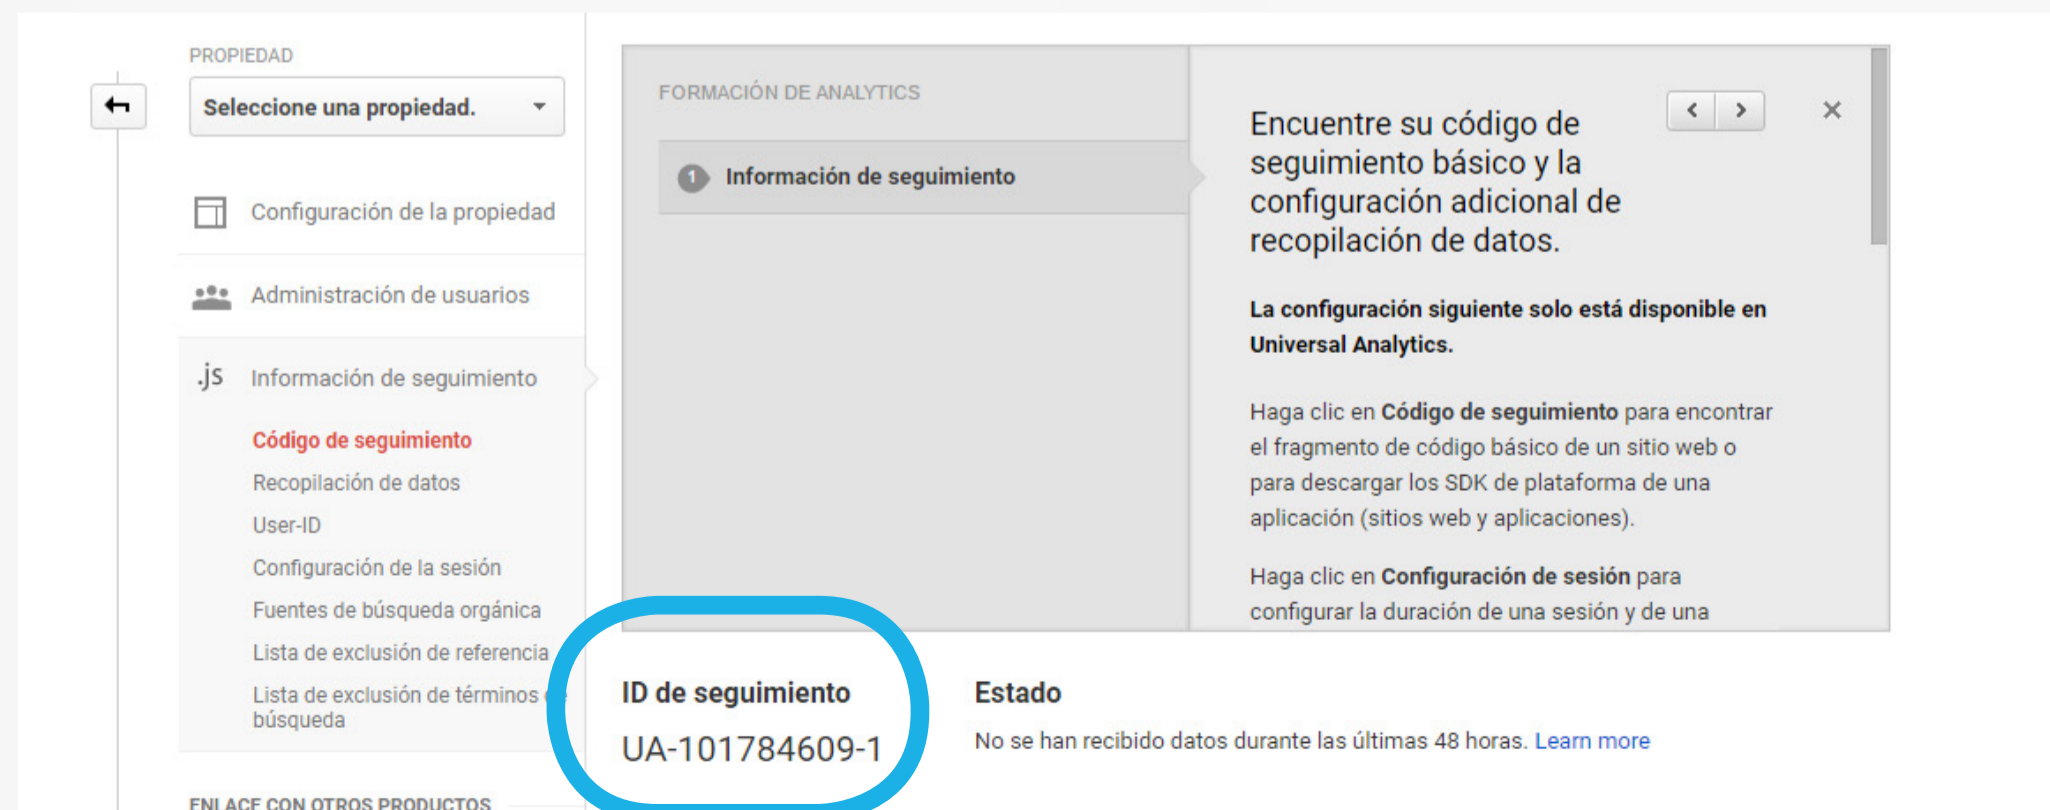 PROPIEDAD
Seleccione una propiedad.
Configuración de la propiedad
Administración de usuarios
.js Información de seguimiento
Código de seguimiento
Recopilación de datos
User-ID
Configuración de la sesión
Fuentes de búsqueda orgánica
Lista de exclusión de referencia
Lista de exclusión de términos
búsqueda
ENLACE CON OTROS PRODUCTOS
FORMACIÓN DE ANALYTICS
1 Información de seguimiento
Encuentre su código de
seguimiento básico y la
configuración adicional de
recopilación de datos.
La configuración siguiente solo está disponible en
Universal Analytics.
Haga clic en Código de seguimiento para encontrar
el fragmento de código básico de un sitio web o
para descargar los SDK de plataforma de una
aplicación (sitios web y aplicaciones).
Haga clic en Configuración de sesión para
configurar la duración de una sesión y de una
ID de seguimiento
UA-101784609-1
Estado
No se han recibido datos durante las últimas 48 horas. Learn more